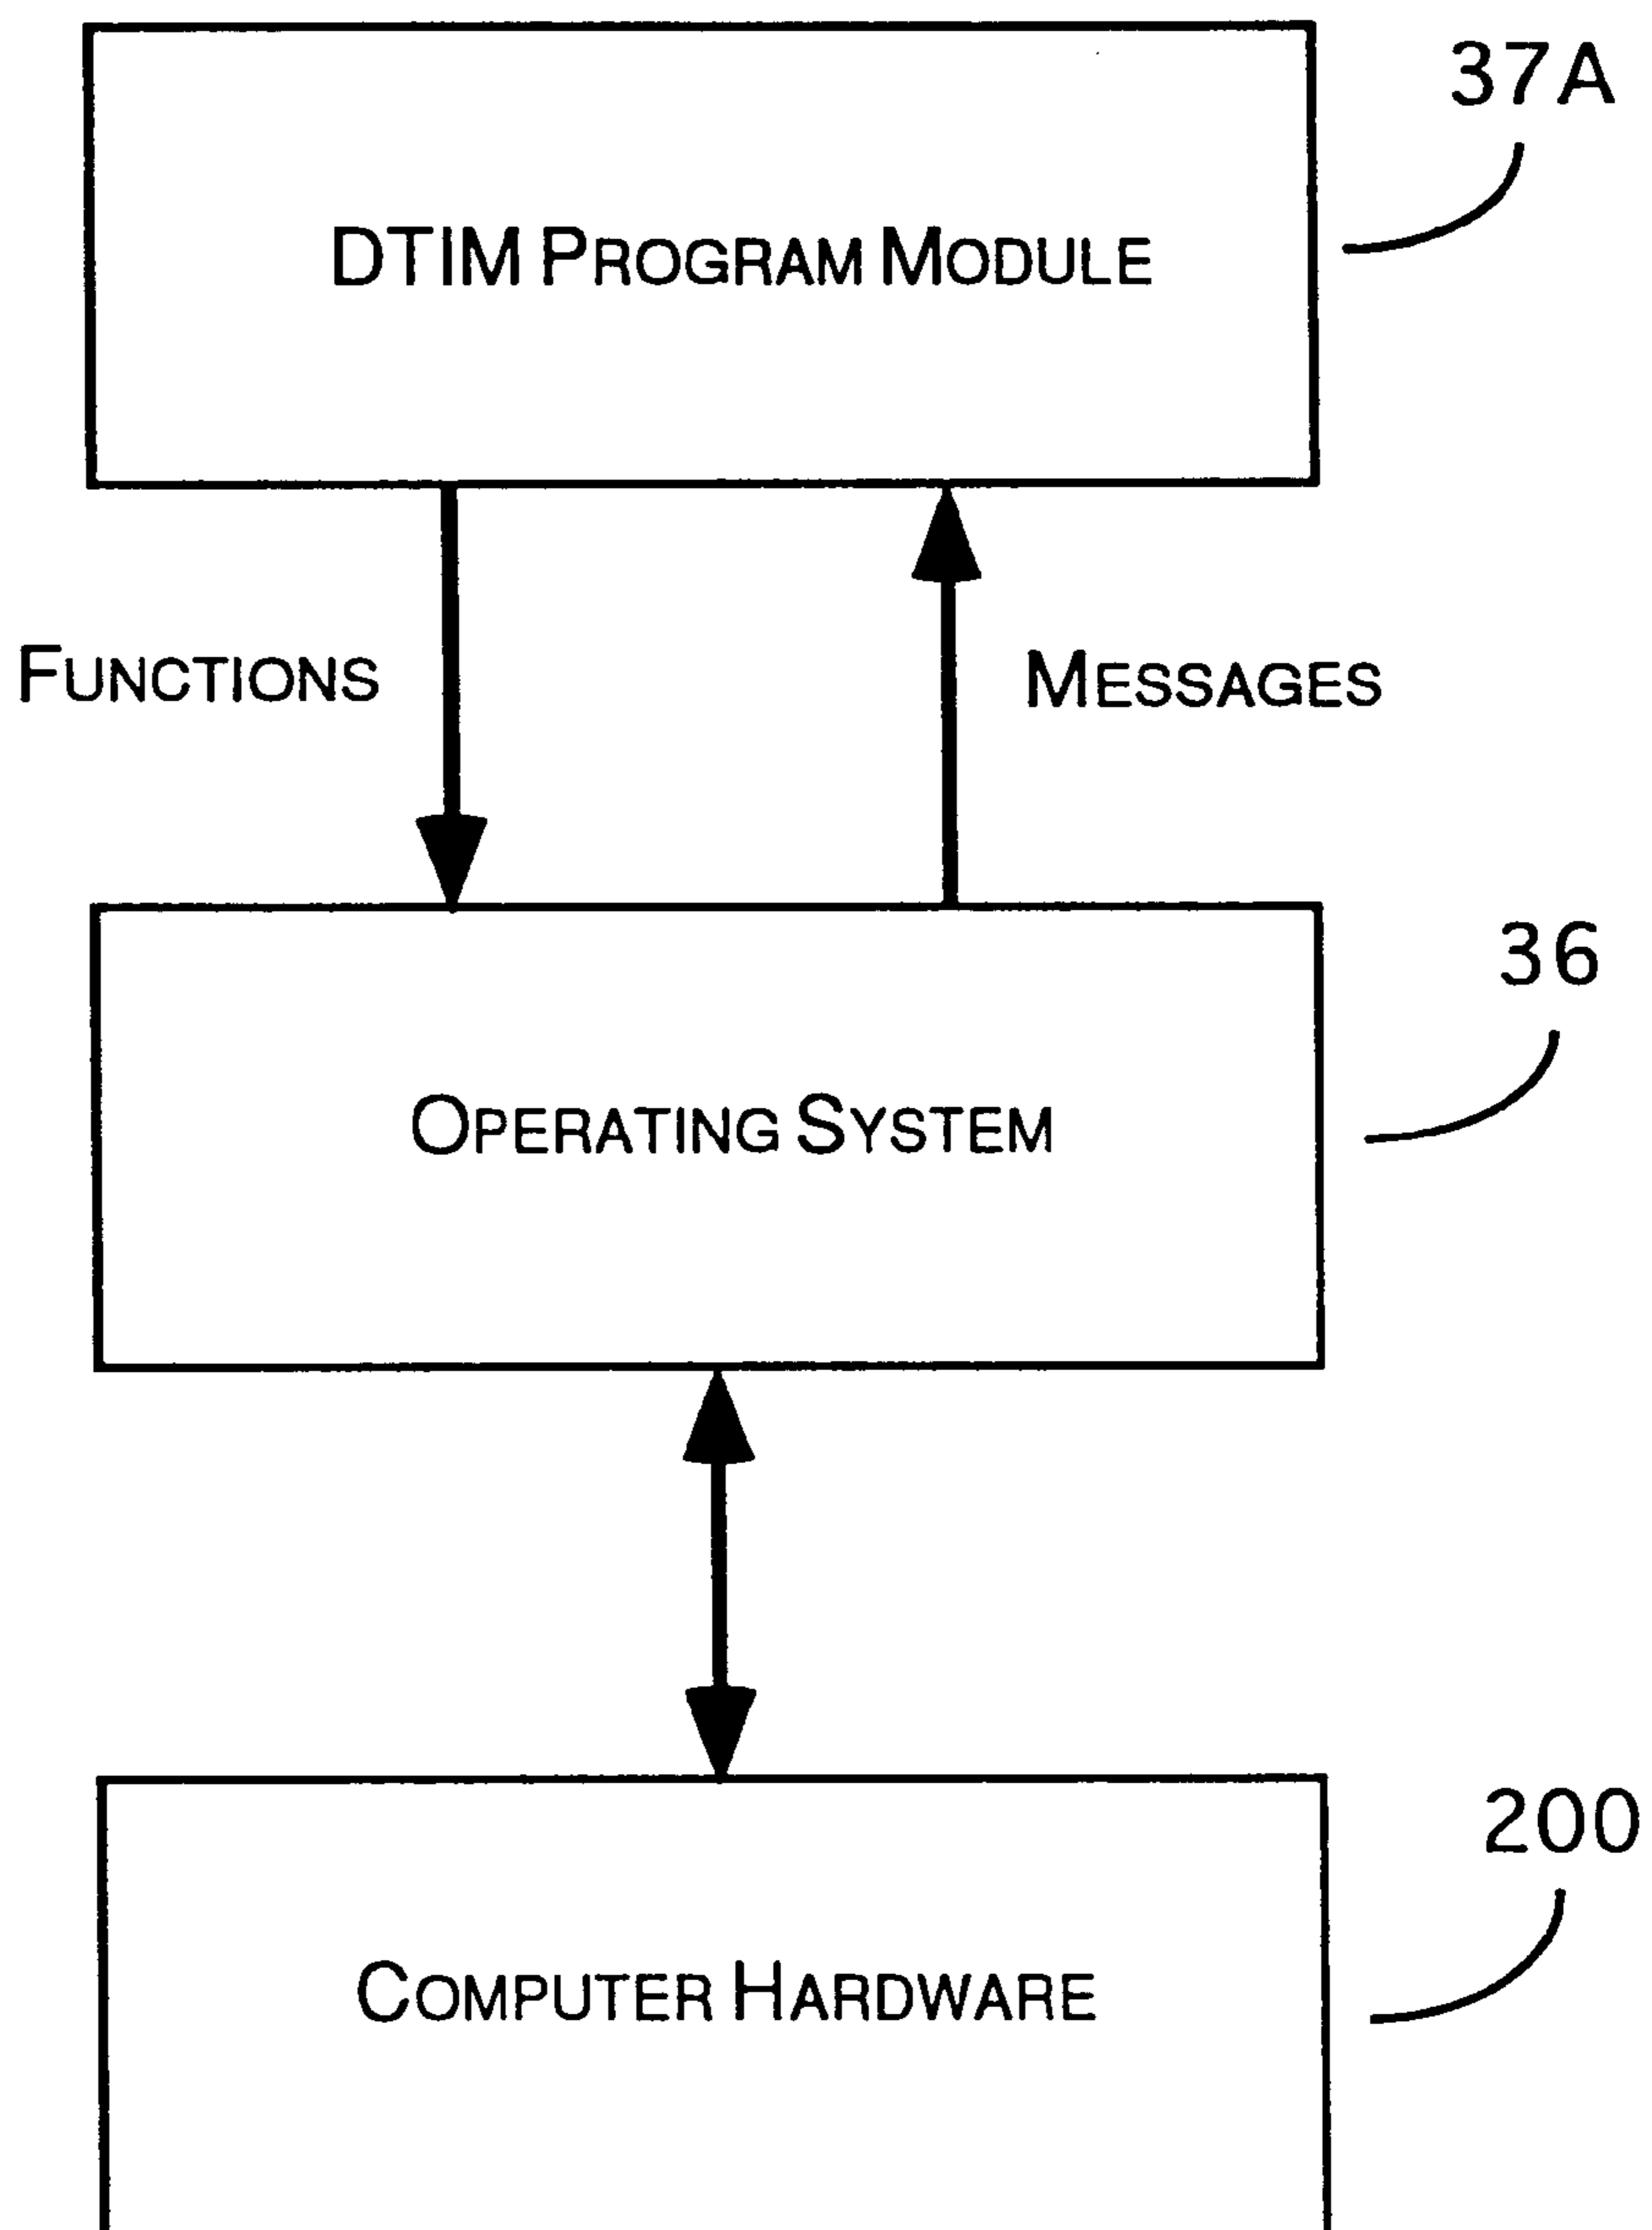 37A
DTIM PROGRAM MODULE
FUNCTIONS
MESSAGES
36
OPERATING SYSTEM
200
COMPUTER HARDWARE